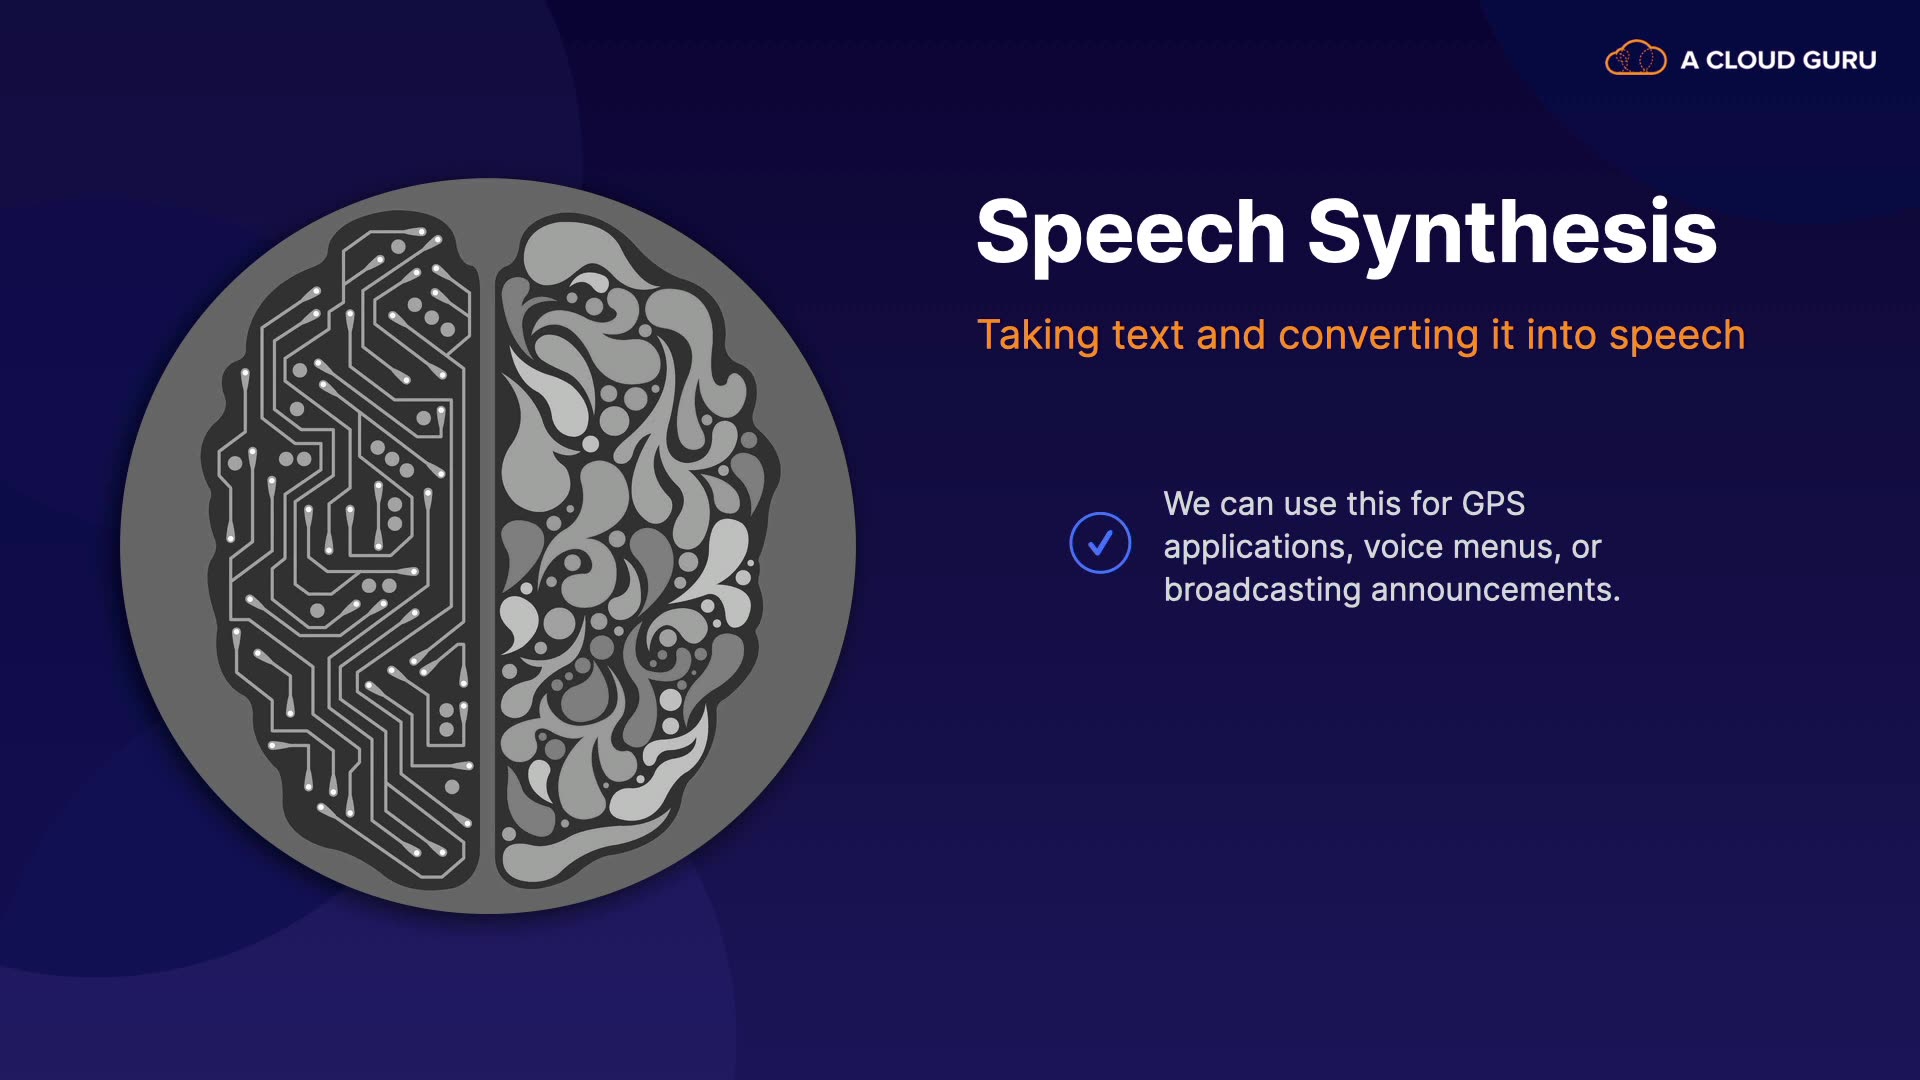 A CLOUD GURU
Speech Synthesis
Taking text and converting it into speech
We can use this for GPS
applications, voice menus, or
broadcasting announcements.